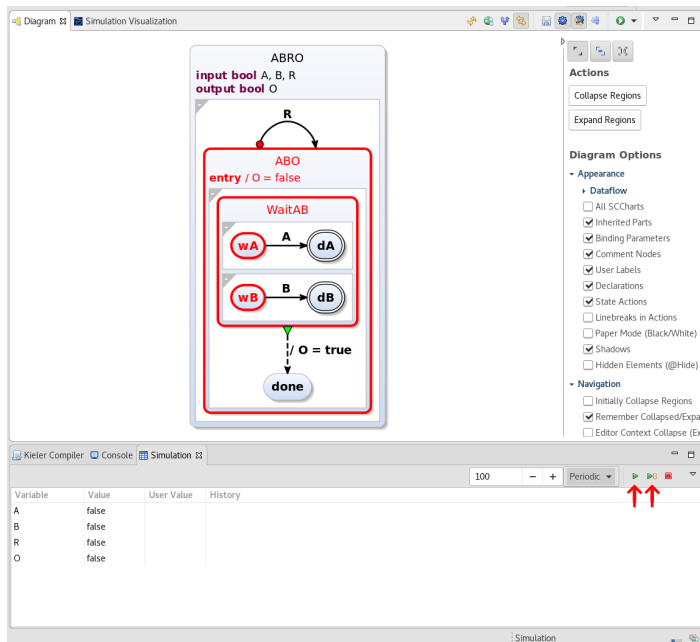 Diagram Simulation Visualization
ABRO
input bool A, B, R
output bool O
R
ABO
entry / O = false
WaitAB
wA A dA
wB B dB
/ O = true
done
Actions
Collapse Regions
Expand Regions
Diagram Options
Appearance
Dataflow
All SCCharts
Inherited Parts
Binding Parameters
Comment Nodes
User Labels
Declarations
State Actions
Linebreaks in Actions
Paper Mode (Black/White)
Shadows
Hidden Elements (@Hide)
Navigation
Initially Collapse Regions
Remember Collapsed/Expa
Editor Context Collapse (Ex
Kieler Compiler Console Simulation
100 − + Periodic
Variable Value User Value History
A false
B false
R false
O false
Simulation